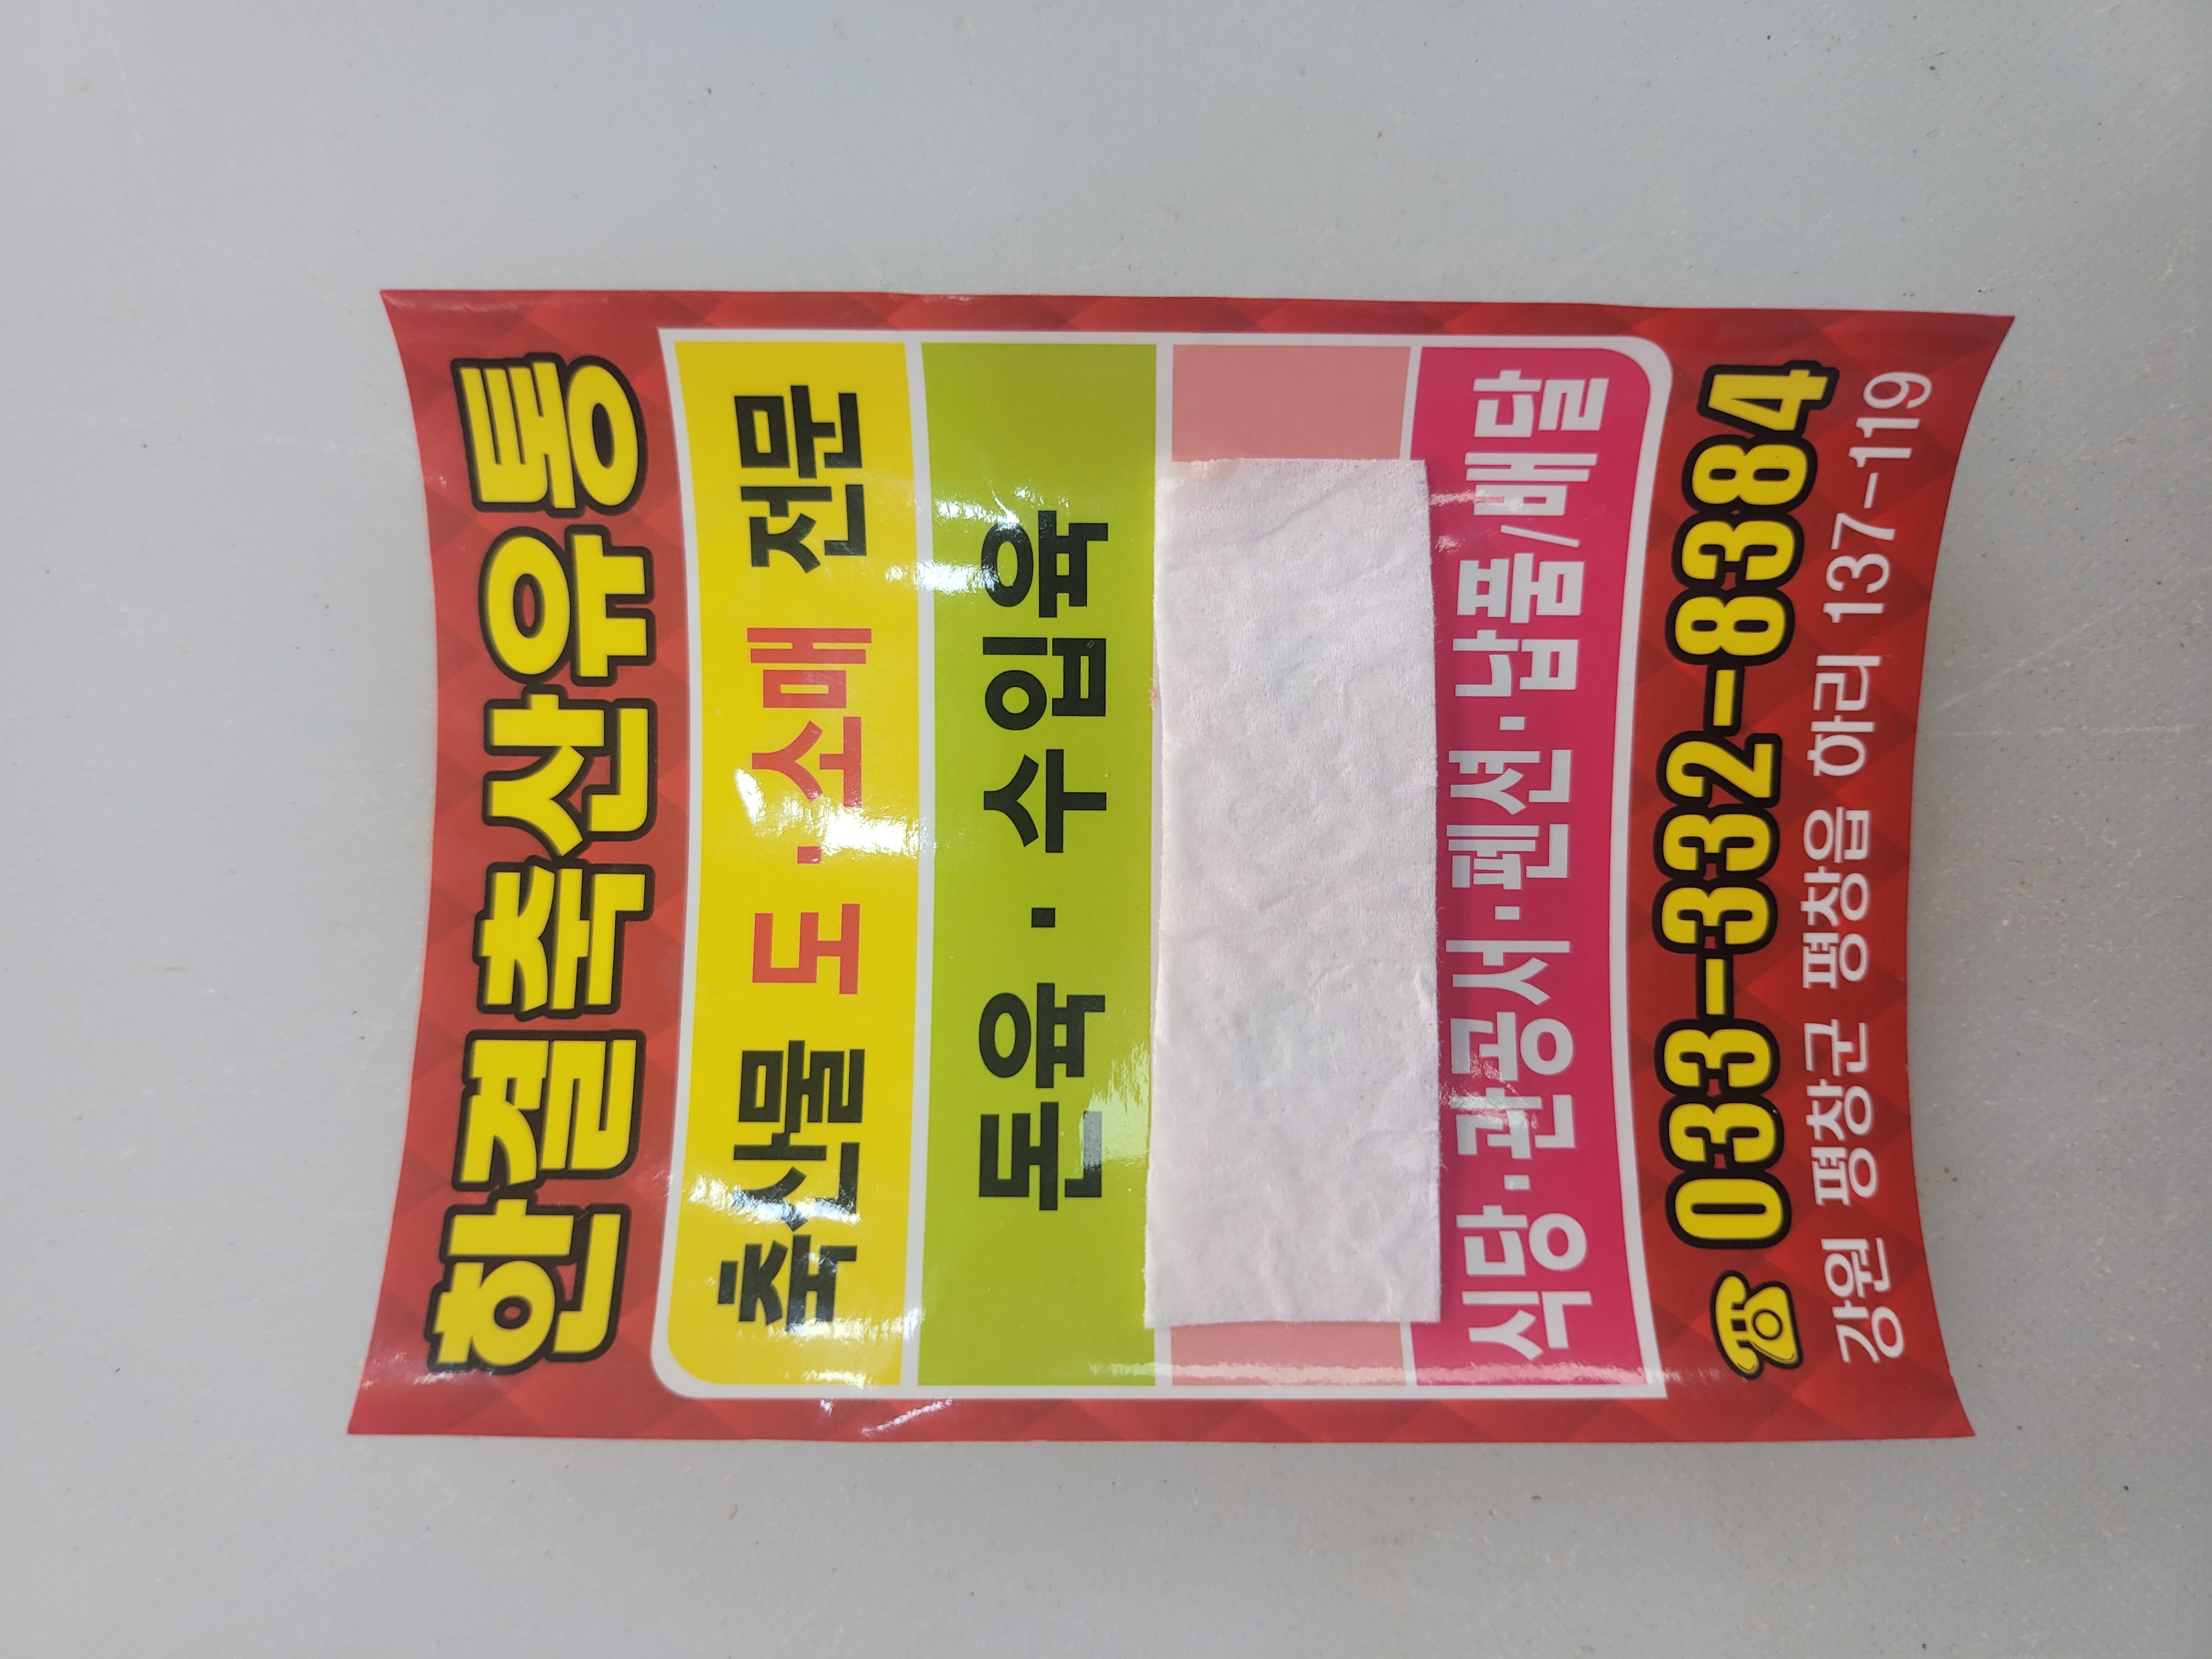 한결축산유통
축산물 도·소매 전문
돈육 · 수입육
식당·관공서·펜션·납품/배달
☎ 033-332-8384
강원 평창군 평창읍 하리 137-119